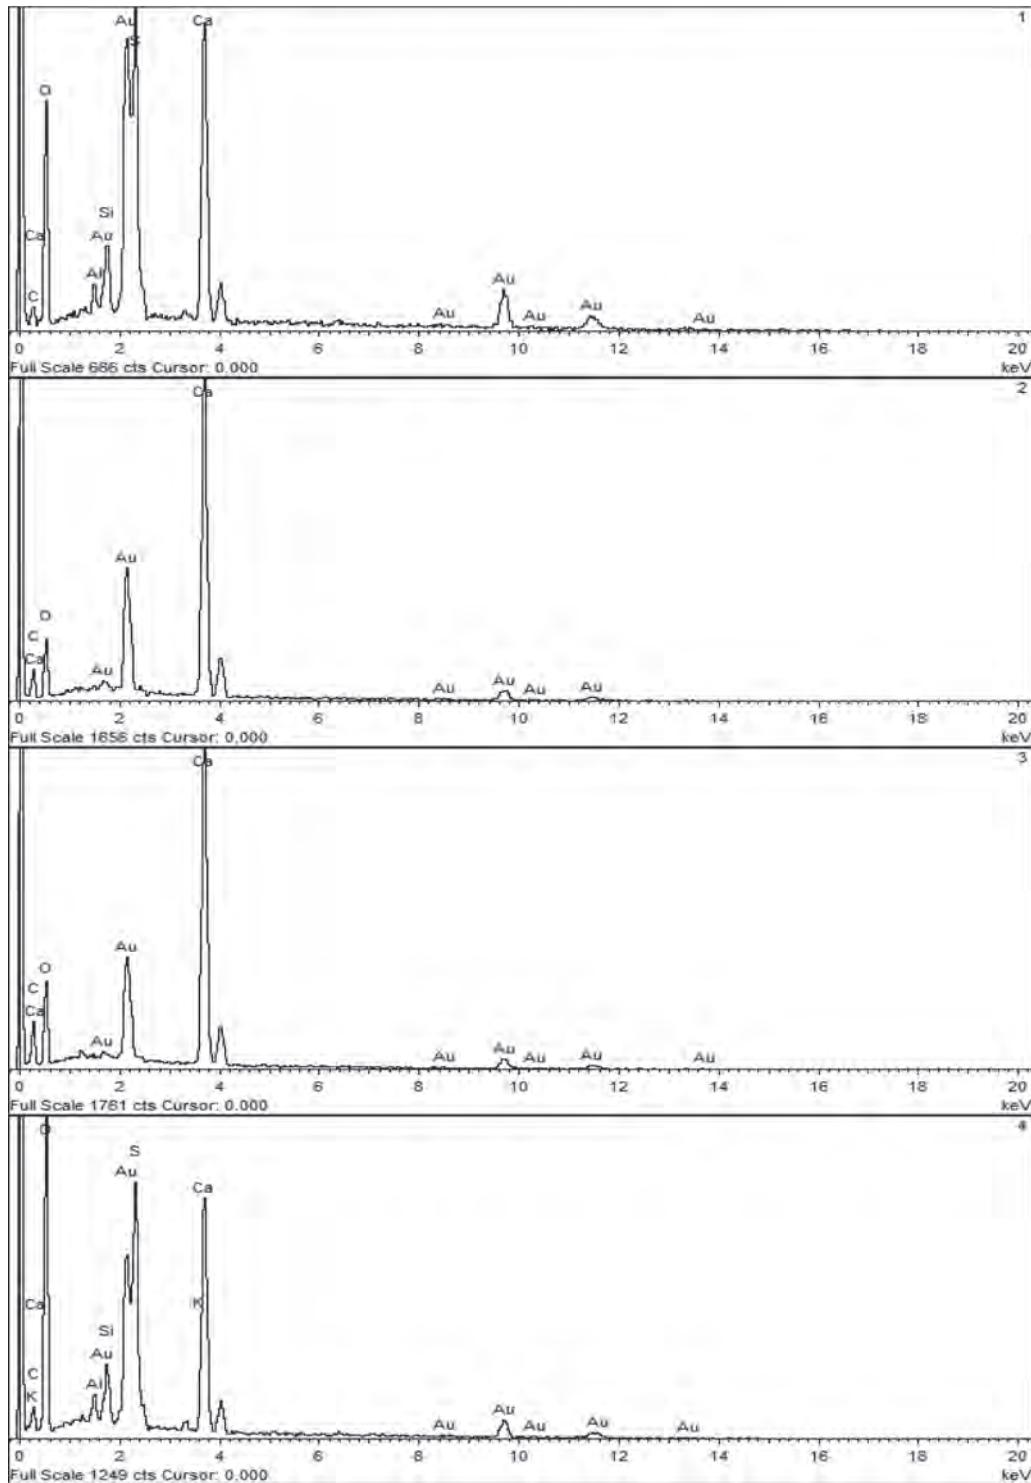 1
Au
Ca
S
O
Si
Ca
Au
Al
C
Au
Au
Au
Au
Au
0 2 4 6 8 10 12 14 16 18 20
Full Scale 666 cts Cursor: 0.000
keV
2
Ca
Au
O
C
Ca
Au
Au
Au
Au
Au
0 2 4 6 8 10 12 14 16 18 20
Full Scale 1656 cts Cursor: 0.000
keV
3
Ca
Au
O
C
Ca
Au
Au
Au
Au
Au
Au
0 2 4 6 8 10 12 14 16 18 20
Full Scale 1761 cts Cursor: 0.000
keV
4
O
S
Au
Ca
Ca
K
Si
Au
C
Al
K
Au
Au
Au
Au
Au
0 2 4 6 8 10 12 14 16 18 20
Full Scale 1249 cts Cursor: 0.000
keV